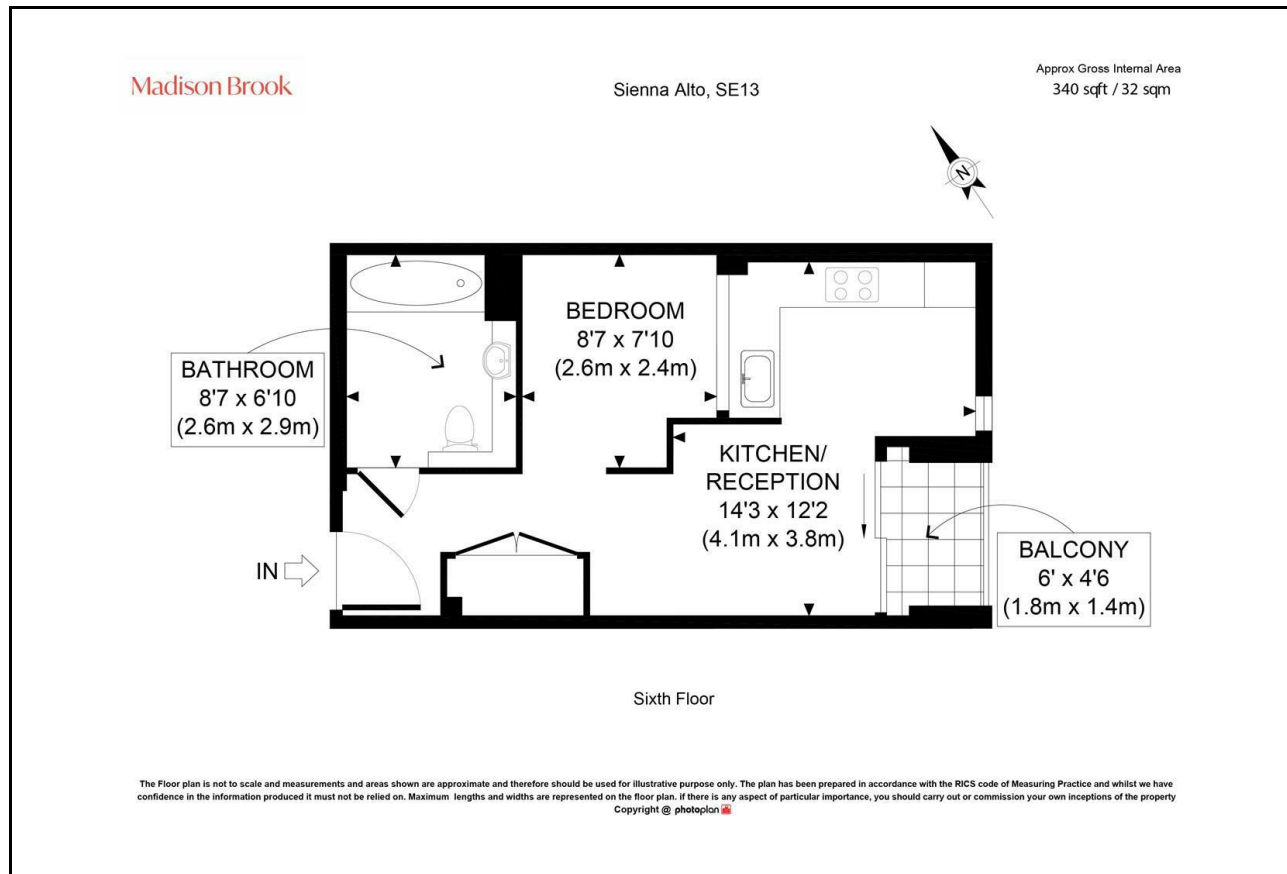 Madison Brook
Sienna Alto, SE13
Approx Gross Internal Area
340 sqft / 32 sqm
N
BEDROOM
8'7 x 7'10
(2.6m x 2.4m)
BATHROOM
8'7 x 6'10
(2.6m x 2.9m)
KITCHEN/
RECEPTION
14'3 x 12'2
(4.1m x 3.8m)
IN
BALCONY
6' x 4'6
(1.8m x 1.4m)
Sixth Floor
The Floor plan is not to scale and measurements and areas shown are approximate and therefore should be used for illustrative purpose only. The plan has been prepared in accordance with the RICS code of Measuring Practice and whilst we have
confidence in the information produced it must not be relied on. Maximum lengths and widths are represented on the floor plan. if there is any aspect of particular importance, you should carry out or commission your own inceptions of the property
Copyright @ photoplan